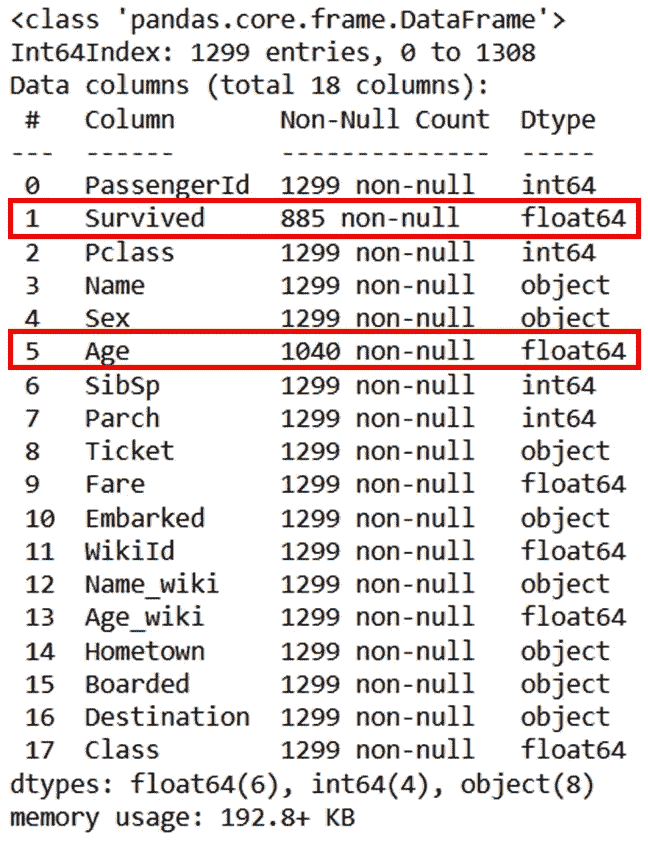 <class 'pandas.core.frame.DataFrame'>
Int64Index: 1299 entries, 0 to 1308
Data columns (total 18 columns):
 #   Column       Non-Null Count  Dtype
---  ------       --------------  -----
 0   PassengerId  1299 non-null   int64
 1   Survived     885 non-null    float64
 2   Pclass       1299 non-null   int64
 3   Name         1299 non-null   object
 4   Sex          1299 non-null   object
 5   Age          1040 non-null   float64
 6   SibSp        1299 non-null   int64
 7   Parch        1299 non-null   int64
 8   Ticket       1299 non-null   object
 9   Fare         1299 non-null   float64
 10  Embarked     1299 non-null   object
 11  WikiId       1299 non-null   float64
 12  Name_wiki    1299 non-null   object
 13  Age_wiki     1299 non-null   float64
 14  Hometown     1299 non-null   object
 15  Boarded      1299 non-null   object
 16  Destination  1299 non-null   object
 17  Class        1299 non-null   float64
dtypes: float64(6), int64(4), object(8)
memory usage: 192.8+ KB